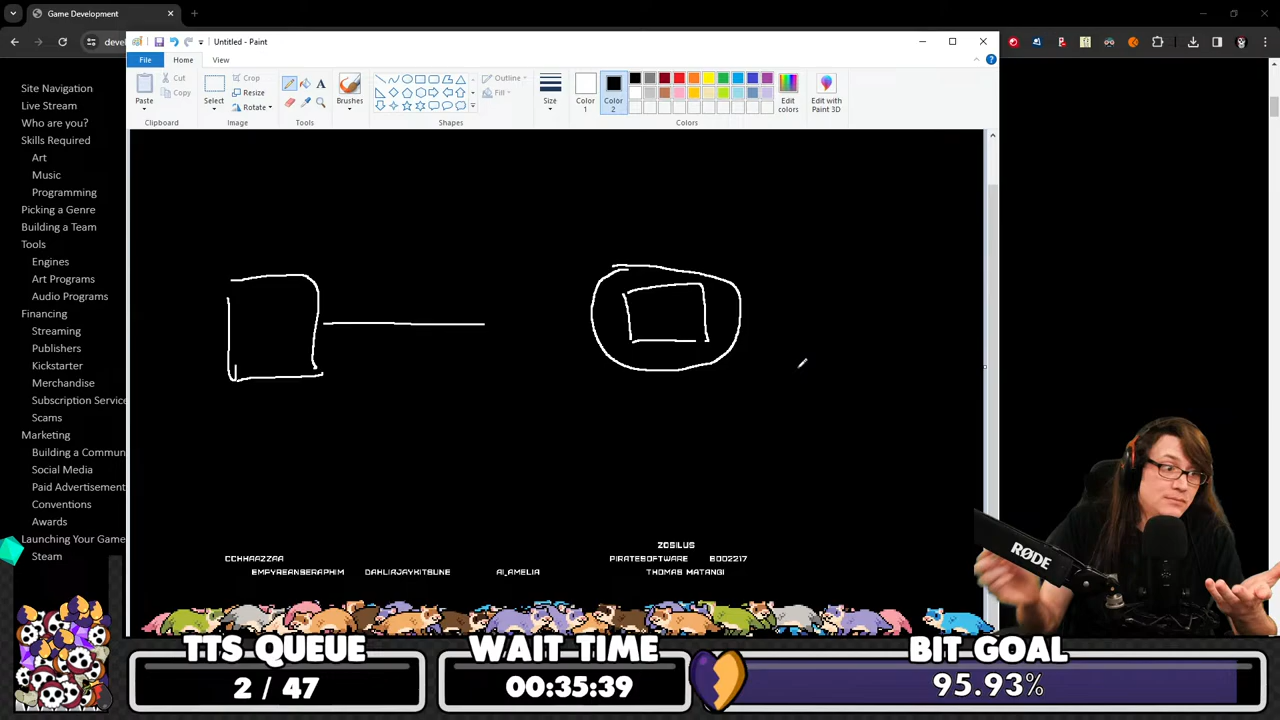 Game Development
devel
Untitled - Paint
File
Home
View
Paste
Cut
Copy
Clipboard
Select
Crop
Resize
Rotate
Image
Tools
Brushes
Outline
Fill
Shapes
Size
Color 1
Color 2
Edit colors
Edit with Paint 3D
Colors
Site Navigation
Live Stream
Who are you?
Skills Required
Art
Music
Programming
Picking a Genre
Building a Team
Tools
Engines
Art Programs
Audio Programs
Financing
Streaming
Publishers
Kickstarter
Merchandise
Subscription Service
Scams
Marketing
Building a Commun
Social Media
Paid Advertisement
Conventions
Awards
Launching Your Game
Steam
RØDE
ZOSILUS
CCHHAAZZAA
PIRATESOFTWARE
BOO2217
EMPYREANSERAPHIM
DAHLIAJAYKITSUNE
AI_AMELIA
THOMAS MATANGI
TTS QUEUE
WAIT TIME
BIT GOAL
2 / 47
00:35:39
95.93%